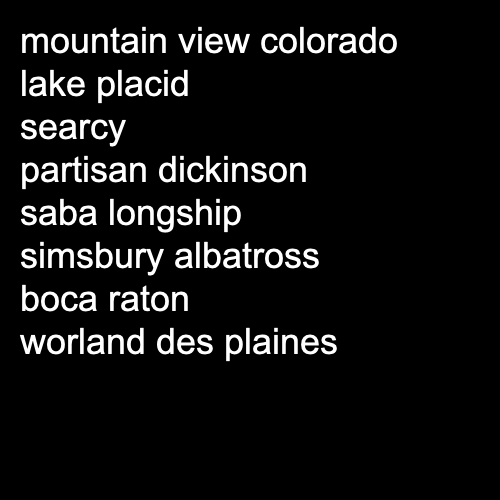 mountain view colorado
lake placid
searcy
partisan dickinson
saba longship
simsbury albatross
boca raton
worland des plaines